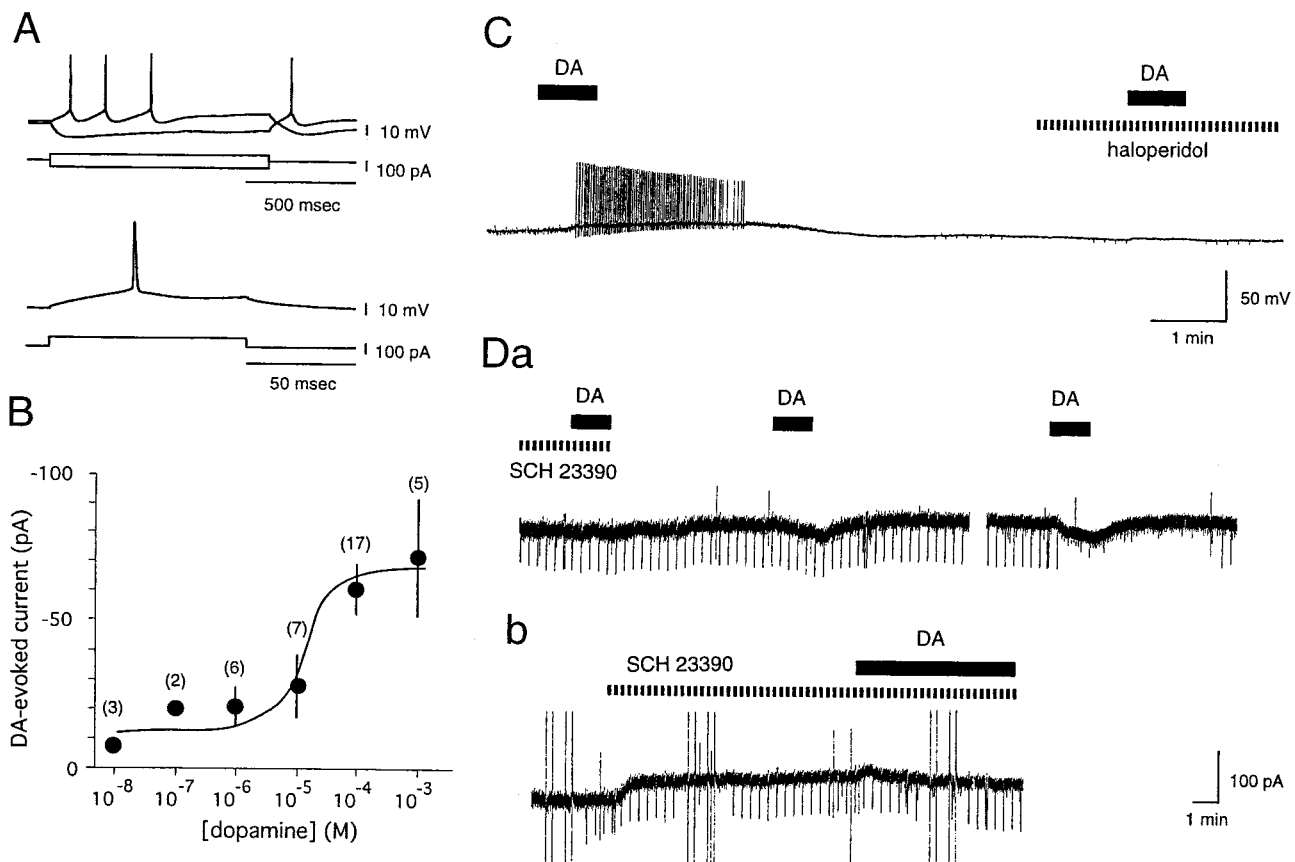 A
10 mV
100 pA
500 msec
10 mV
100 pA
50 msec
B
DA-evoked current (pA)
-100
-50
0
(3)
(2)
(6)
(7)
(17)
(5)
10-8
10-7
10-6
10-5
10-4
10-3
[dopamine] (M)
C
DA
DA
haloperidol
50 mV
1 min
Da
DA
DA
DA
SCH 23390
b
SCH 23390
DA
100 pA
1 min